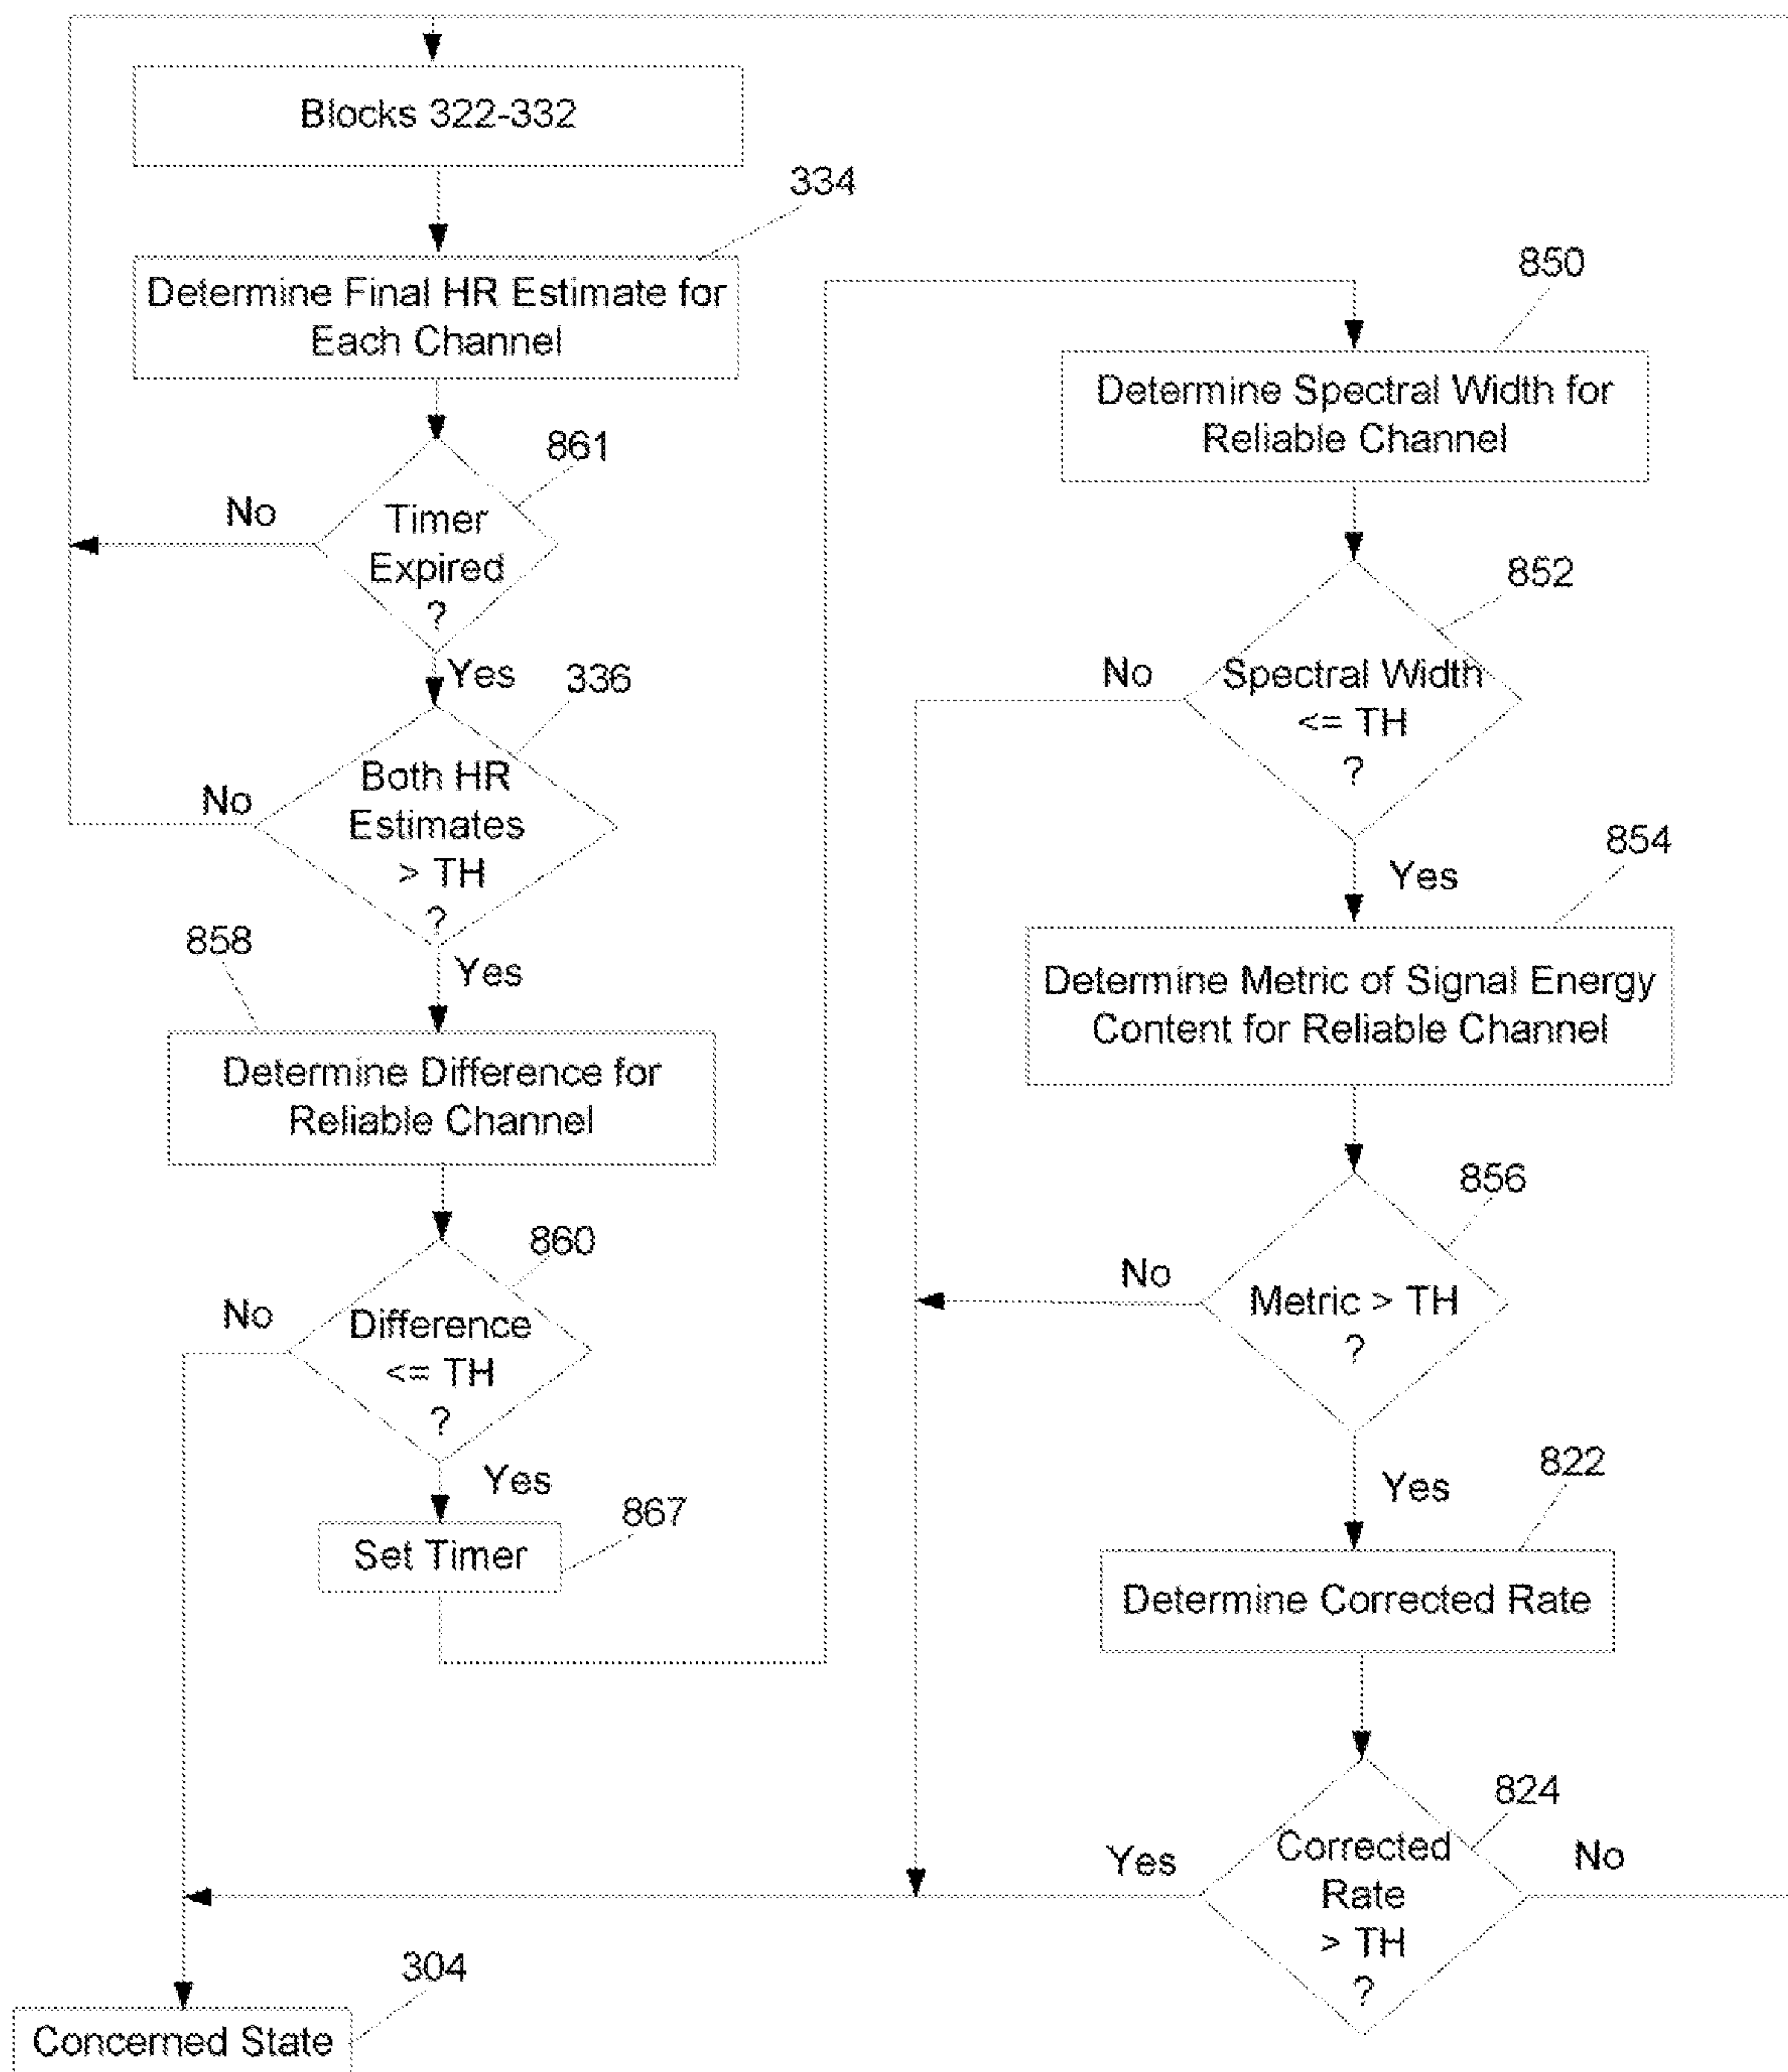 Blocks 322-332
334
Determine Final HR Estimate for
Each Channel
861
Timer
Expired
?
No
Yes
336
Both HR
Estimates
> TH
?
No
Yes
858
Determine Difference for
Reliable Channel
860
Difference
<= TH
?
No
Yes
867
Set Timer
850
Determine Spectral Width for
Reliable Channel
852
Spectral Width
<= TH
?
No
Yes
854
Determine Metric of Signal Energy
Content for Reliable Channel
856
Metric > TH
?
No
Yes
822
Determine Corrected Rate
824
Corrected
Rate
> TH
?
Yes
No
304
Concerned State